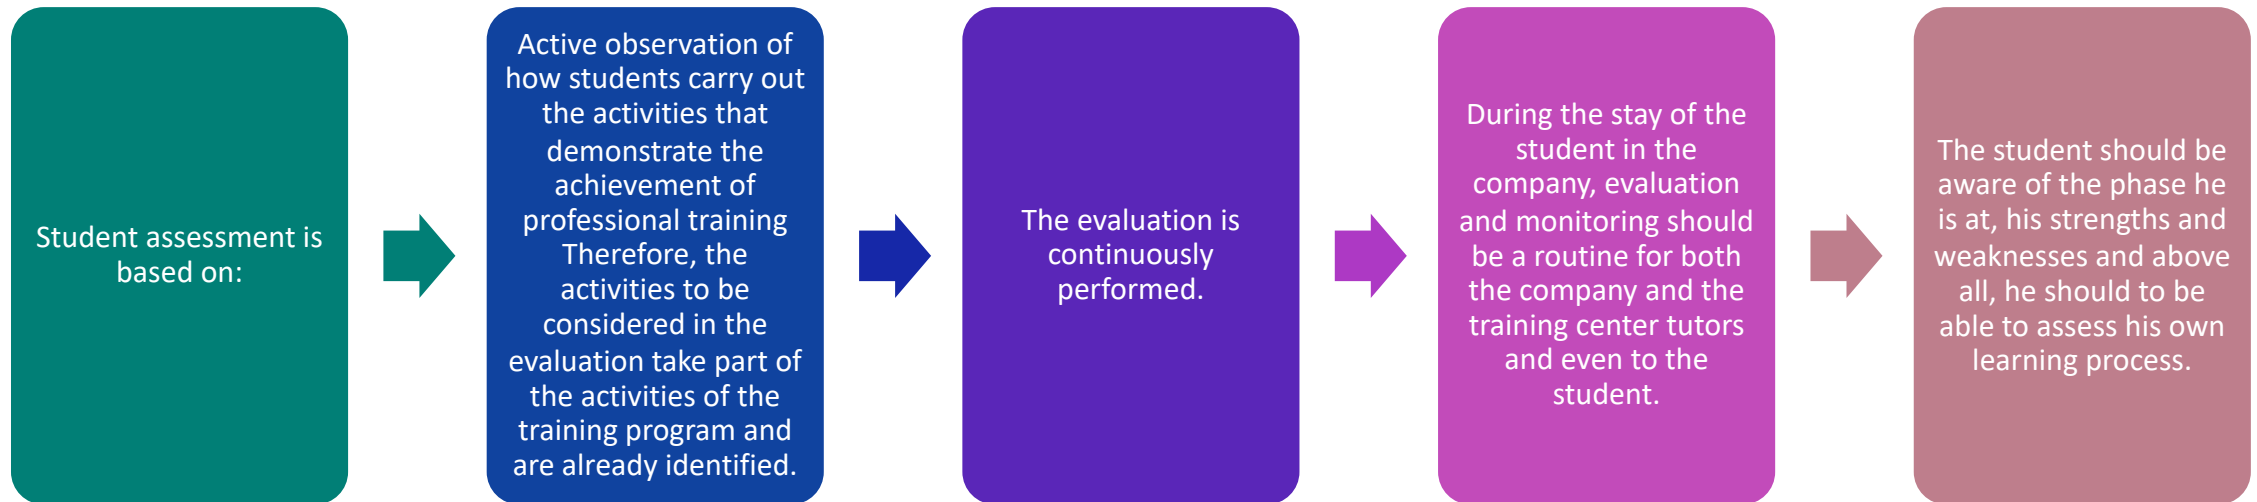 Student assessment is
based on:
Active observation of
how students carry out
the activities that
demonstrate the
achievement of
professional training
Therefore, the
activities to be
considered in the
evaluation take part of
the activities of the
training program and
are already identified.
The evaluation is
continuously
performed.
During the stay of the
student in the
company, evaluation
and monitoring should
be a routine for both
the company and the
training center tutors
and even to the
student.
The student should be
aware of the phase he
is at, his strengths and
weaknesses and above
all, he should to be
able to assess his own
learning process.